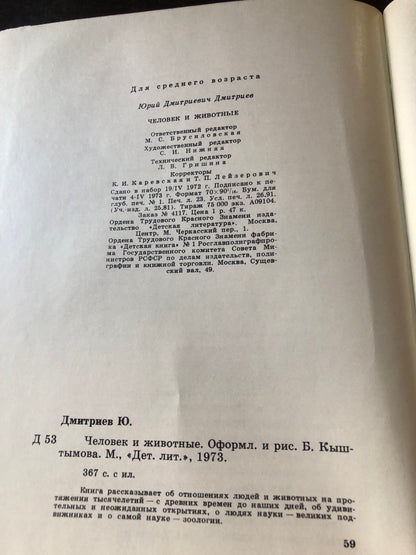 Для среднего возраста
Юрий Дмитриевич Дмитриев
ЧЕЛОВЕК И ЖИВОТНЫЕ
Ответственный редактор
М. С. Брусиловская
Художественный редактор
С. И. Нижняя
Технический редактор
Л. В. Гришина
Корректоры
К. И. Каревская и Т. П. Лейзерович
Сдано в набор 19/IV 1972 г. Подписано к пе-
чати 4/IV 1973 г. Формат 70×90¹/₁₆. Бум. для
глуб. печ. № 1. Печ. л. 23. Усл. печ. л. 26,91.
(Уч. изд. л. 25,81). Тираж 75 000 экз. А09104.
Заказ № 4117. Цена 1 р. 47 к.
Ордена Трудового Красного Знамени изда-
тельство «Детская литература». Москва,
Центр, М. Черкасский пер., 1.
Ордена Трудового Красного Знамени фабри-
ка «Детская книга» № 1 Росглавполиграфпро-
ма Государственного комитета Совета Ми-
нистров РСФСР по делам издательств, поли-
графии и книжной торговли. Москва, Сущев-
ский вал, 49.
Дмитриев Ю.
Д 53 Человек и животные. Оформл. и рис. Б. Кыш-
тымова. М., «Дет. лит.», 1973.
367 с. с ил.
Книга рассказывает об отношениях людей и животных на про-
тяжении тысячелетий — с древних времен до наших дней, об удиви-
тельных и неожиданных открытиях, о людях науки — великих под-
вижниках и о самой науке — зоологии.
59